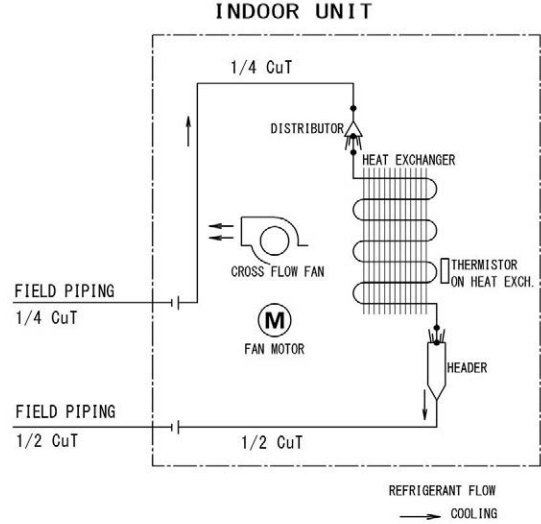 INDOOR UNIT
1/4 CuT
DISTRIBUTOR
HEAT EXCHANGER
CROSS FLOW FAN
THERMISTOR
ON HEAT EXCH.
FIELD PIPING
1/4 CuT
M
FAN MOTOR
HEADER
FIELD PIPING
1/2 CuT
1/2 CuT
REFRIGERANT FLOW
COOLING